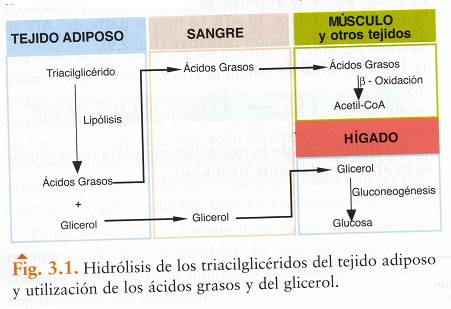 TEJIDO ADIPOSO
SANGRE
MÚSCULO
y otros tejidos
Triacilglicérido
Ácidos Grasos
Ácidos Grasos
β - Oxidación
Acetil-CoA
Lipólisis
HÍGADO
Ácidos Grasos
+
Glicerol
Glicerol
Glicerol
Gluconeogénesis
Glucosa
Fig. 3.1. Hidrólisis de los triacilglicéridos del tejido adiposo
y utilización de los ácidos grasos y del glicerol.